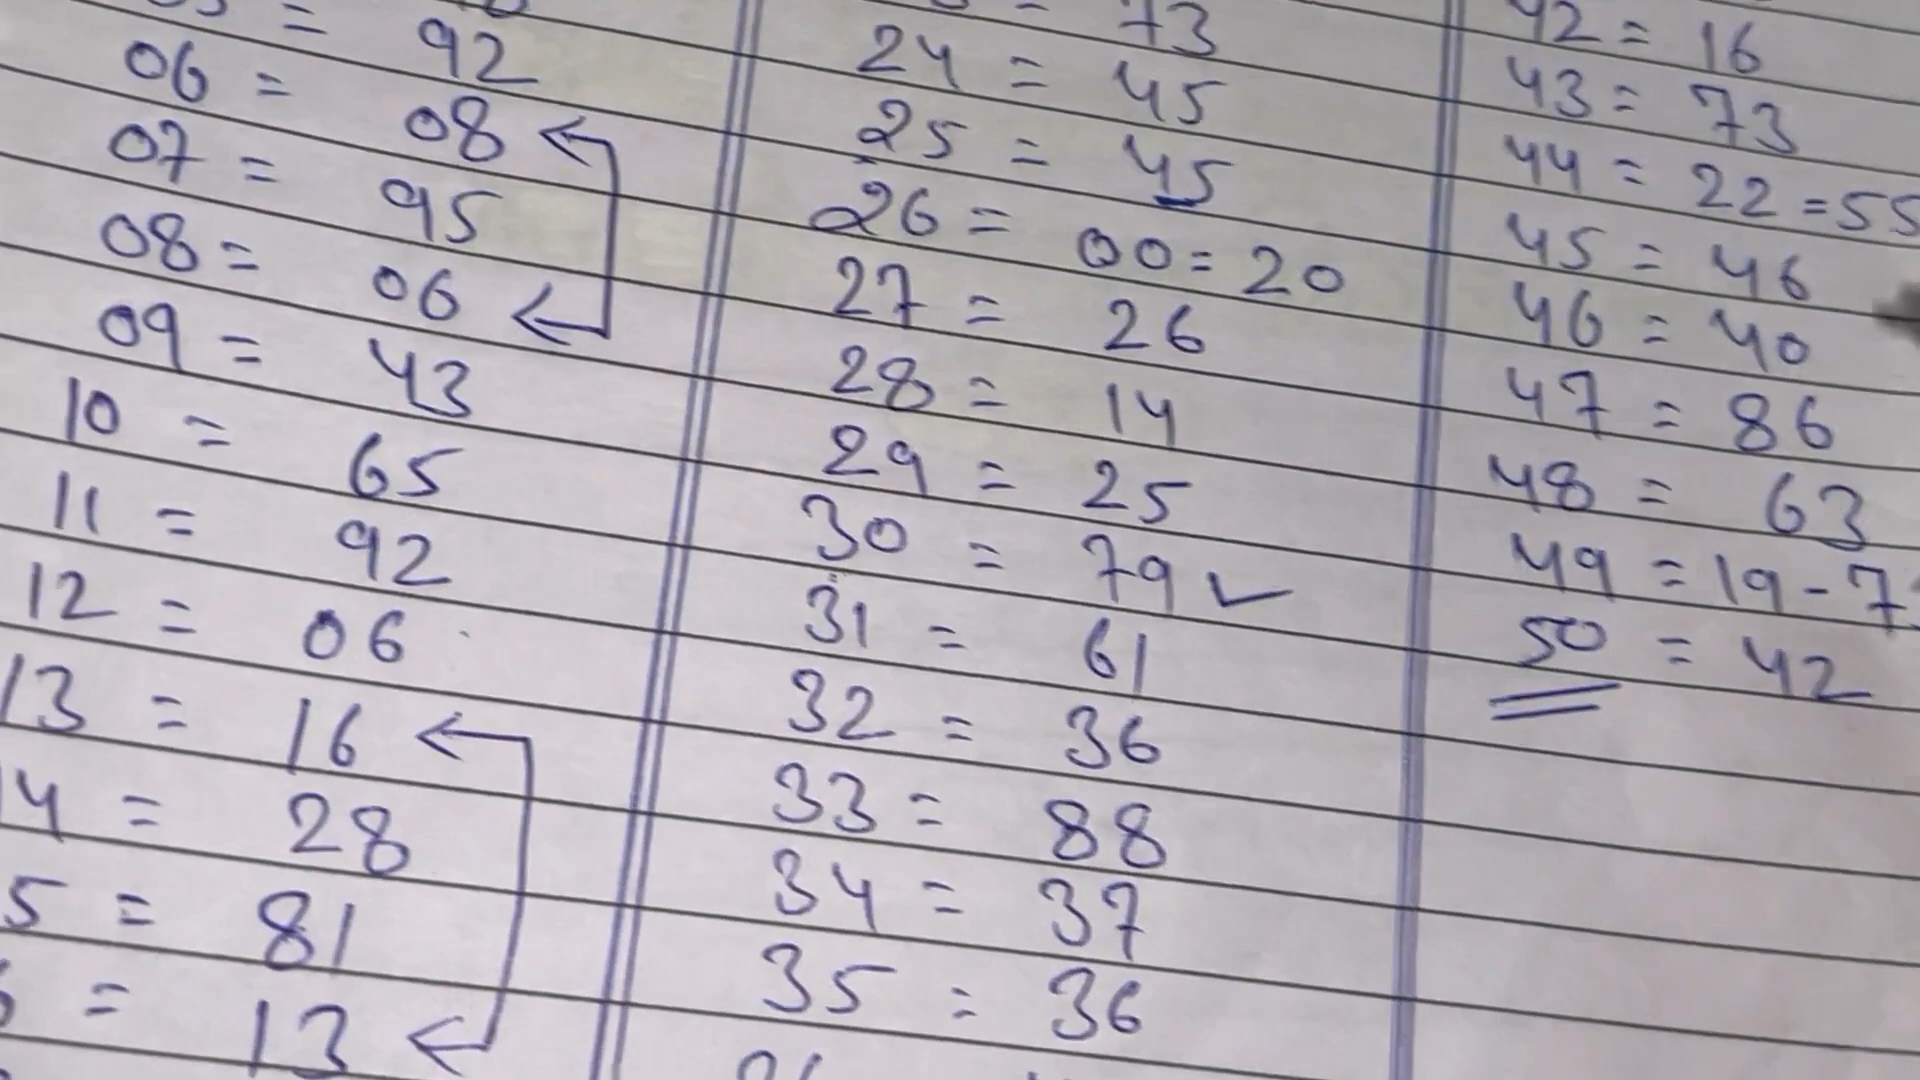 = 92
06 = 08
07 = 95
08 = 06
09 = 43
10 = 65
11 = 92
12 = 06
13 = 16
14 = 28
5 = 81
= 13
= 73
24 = 45
25 = 45
26 = 00 = 20
27 = 26
28 = 14
29 = 25
30 = 79 ✓
31 = 61
32 = 36
33 = 88
34 = 37
35 = 36
42 = 16
43 = 73
44 = 22 = 55
45 = 46
46 = 40
47 = 86
48 = 63
49 = 19 - 7
50 = 42